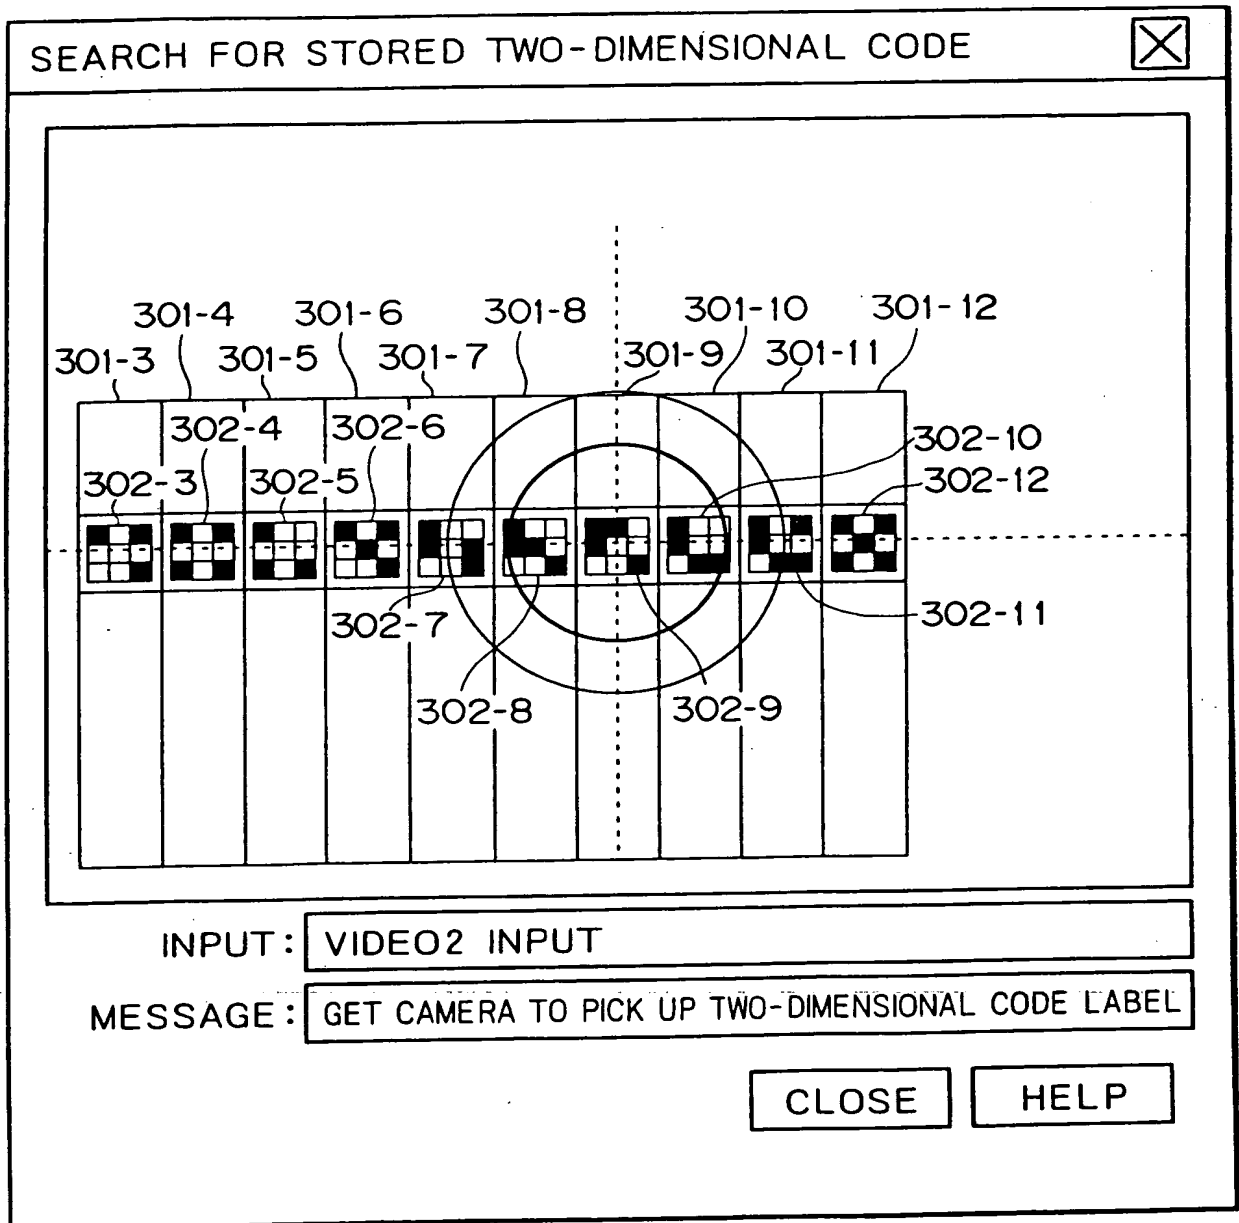 SEARCH FOR STORED TWO-DIMENSIONAL CODE
301-4 301-6 301-8 301-10 301-12
301-3 301-5 301-7 301-9 301-11
302-4 302-6 302-10
302-3 302-5 302-12
302-7 302-11
302-8 302-9
INPUT: VIDEO2 INPUT
MESSAGE: GET CAMERA TO PICK UP TWO-DIMENSIONAL CODE LABEL
CLOSE HELP